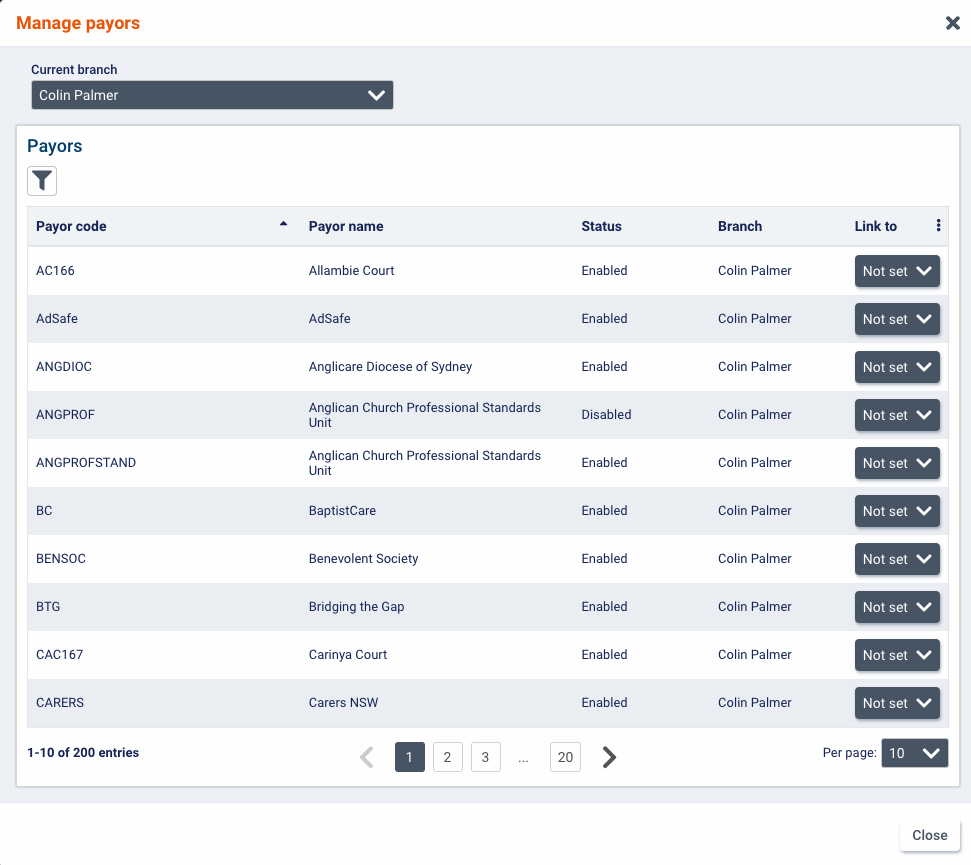 Manage payors
Current branch
Colin Palmer
Payors
Payor code Payor name Status Branch Link to
AC166 Allambie Court Enabled Colin Palmer Not set
AdSafe AdSafe Enabled Colin Palmer Not set
ANGDIOC Anglicare Diocese of Sydney Enabled Colin Palmer Not set
ANGPROF Anglican Church Professional Standards Unit Disabled Colin Palmer Not set
ANGPROFSTAND Anglican Church Professional Standards Unit Enabled Colin Palmer Not set
BC BaptistCare Enabled Colin Palmer Not set
BENSOC Benevolent Society Enabled Colin Palmer Not set
BTG Bridging the Gap Enabled Colin Palmer Not set
CAC167 Carinya Court Enabled Colin Palmer Not set
CARERS Carers NSW Enabled Colin Palmer Not set
1-10 of 200 entries 1 2 3 ... 20 Per page: 10
Close